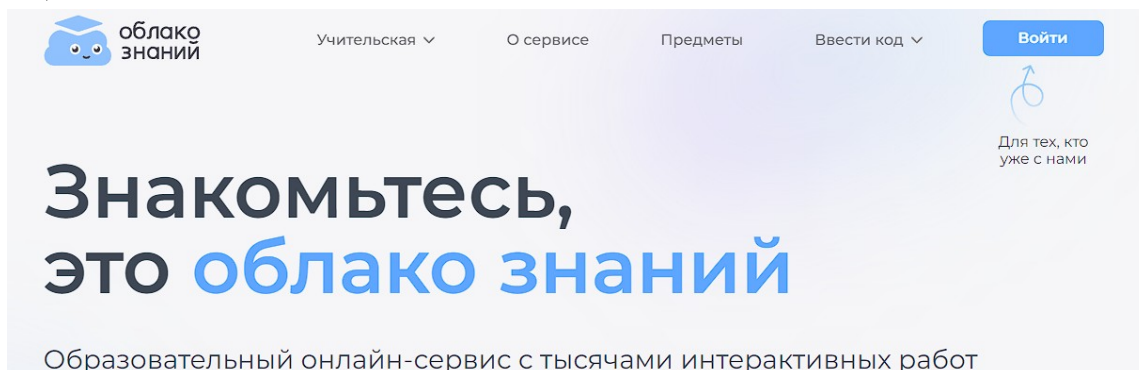 облако
знаний
Учительская
О сервисе
Предметы
Ввести код
Войти
Для тех, кто
уже с нами
Знакомьтесь,
это облако знаний
Образовательный онлайн-сервис с тысячами интерактивных работ